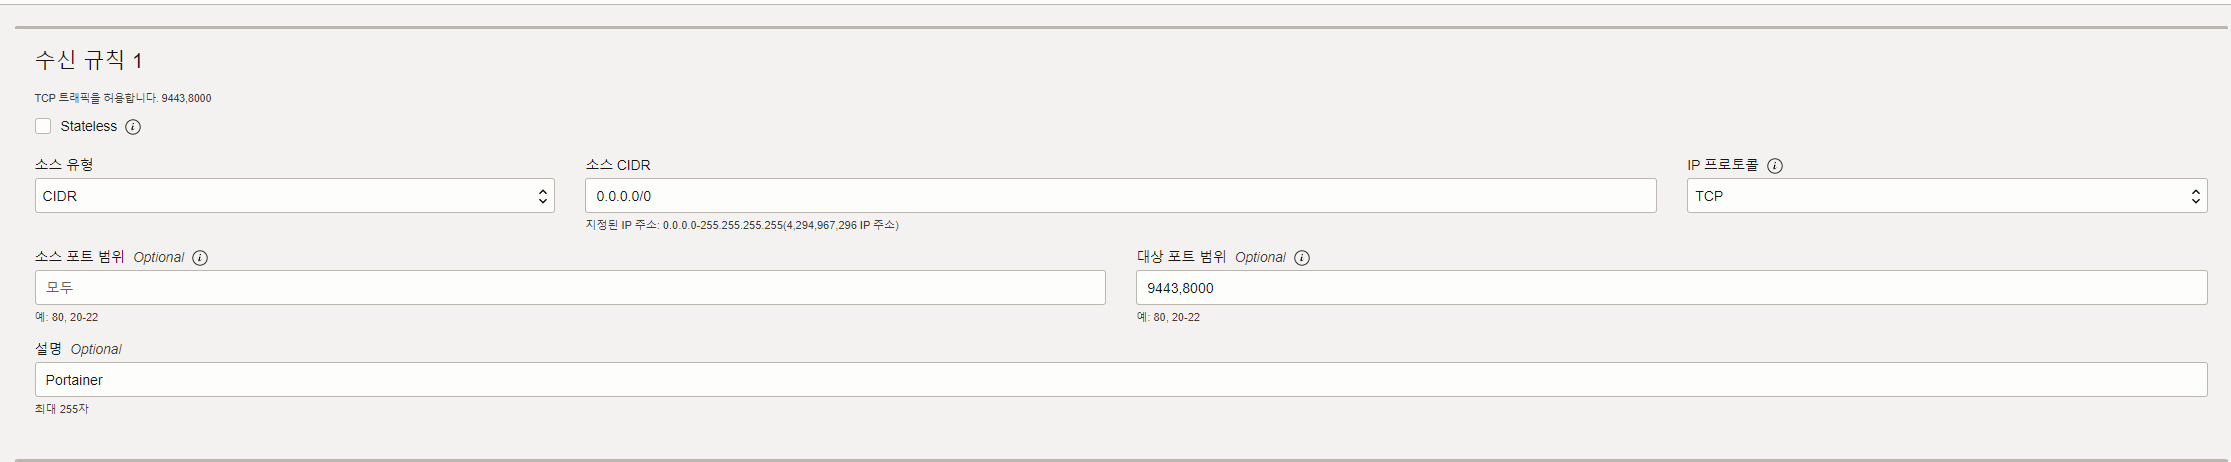 수신 규칙 1
TCP 트래픽을 허용합니다. 9443,8000
Stateless
소스 유형
소스 CIDR
IP 프로토콜
CIDR
0.0.0.0/0
TCP
지정된 IP 주소: 0.0.0.0-255.255.255.255(4,294,967,296 IP 주소)
소스 포트 범위 Optional
대상 포트 범위 Optional
모두
9443,8000
예: 80, 20-22
예: 80, 20-22
설명 Optional
Portainer
최대 255자